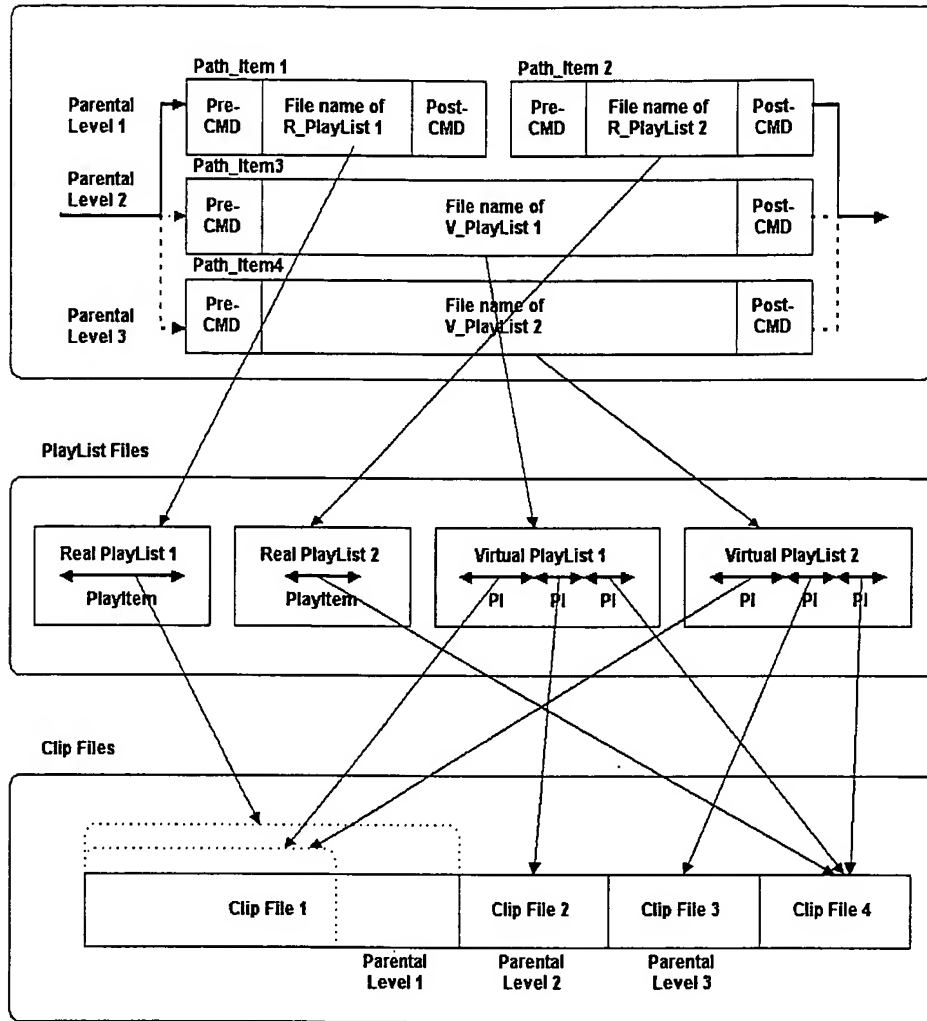 Path_Item 1
Path_Item 2
Parental
Level 1
Pre-
CMD
File name of
R_PlayList 1
Post-
CMD
Pre-
CMD
File name of
R_PlayList 2
Post-
CMD
Parental
Level 2
Path_Item3
Pre-
CMD
File name of
V_PlayList 1
Post-
CMD
Path_Item4
Parental
Level 3
Pre-
CMD
File name of
V_PlayList 2
Post-
CMD
PlayList Files
Real PlayList 1
PlayItem
Real PlayList 2
PlayItem
Virtual PlayList 1
PI
PI
PI
Virtual PlayList 2
PI
PI
PI
Clip Files
Clip File 1
Clip File 2
Clip File 3
Clip File 4
Parental
Level 1
Parental
Level 2
Parental
Level 3